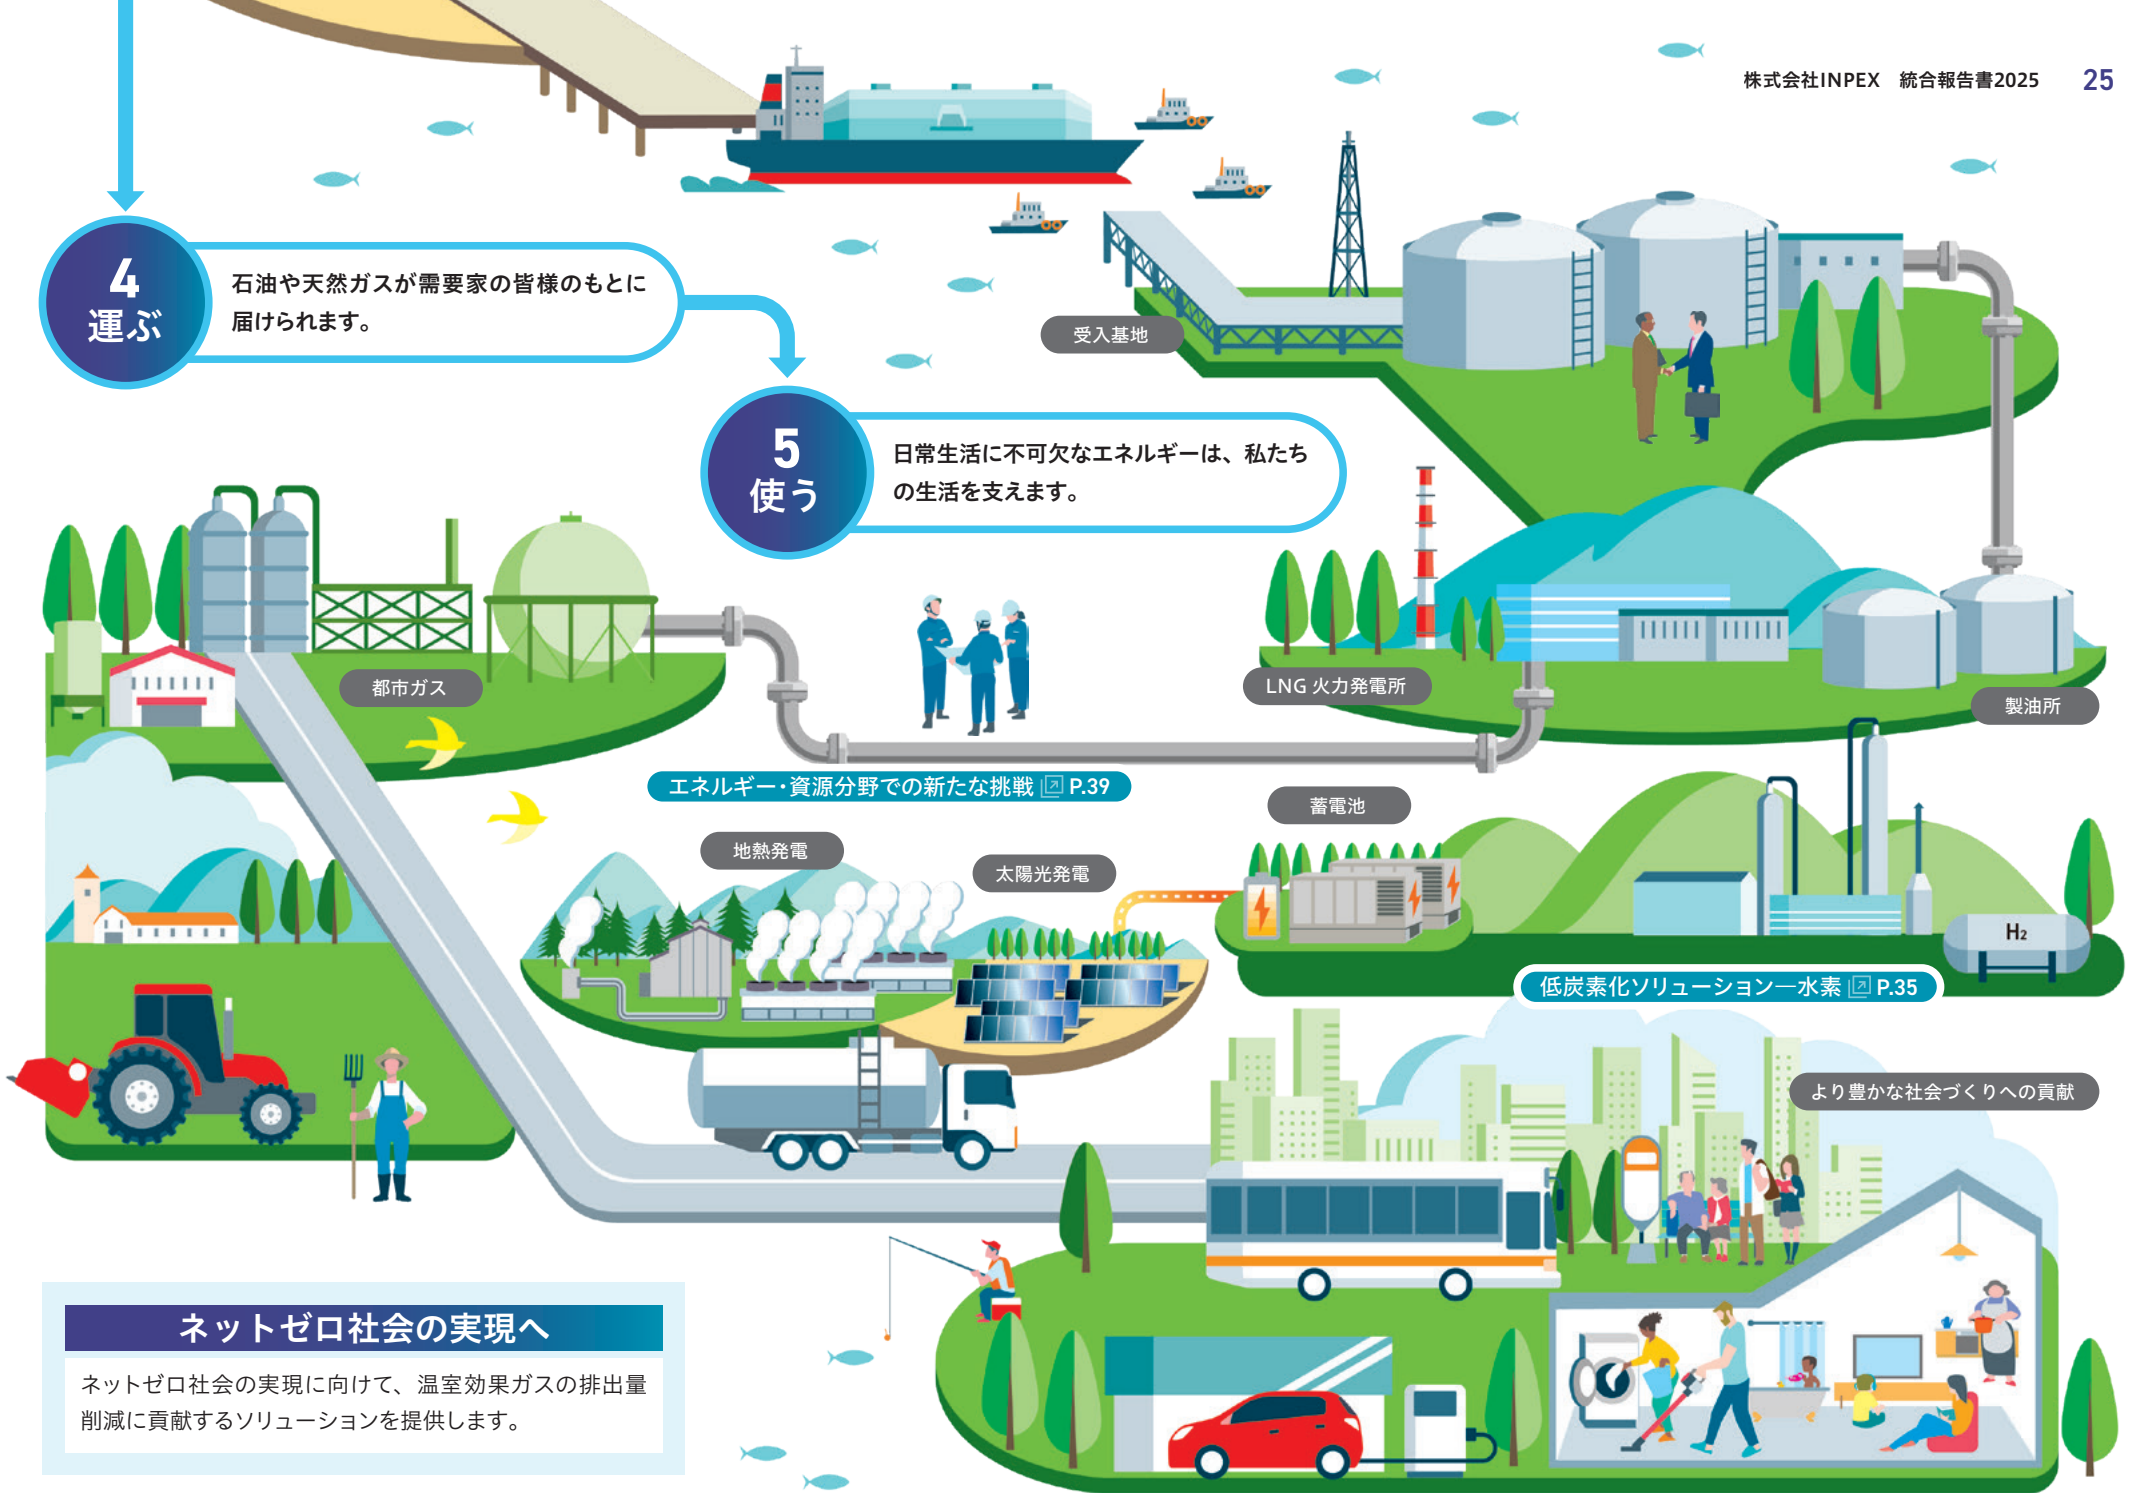 株式会社INPEX 統合報告書2025 25
4
運ぶ
石油や天然ガスが需要家の皆様のもとに
届けられます。
受入基地
5
使う
日常生活に不可欠なエネルギーは、私たち
の生活を支えます。
都市ガス
LNG 火力発電所
製油所
エネルギー・資源分野での新たな挑戦 P.39
蓄電池
地熱発電
太陽光発電
H₂
低炭素化ソリューション―水素 P.35
より豊かな社会づくりへの貢献
ネットゼロ社会の実現へ
ネットゼロ社会の実現に向けて、温室効果ガスの排出量
削減に貢献するソリューションを提供します。